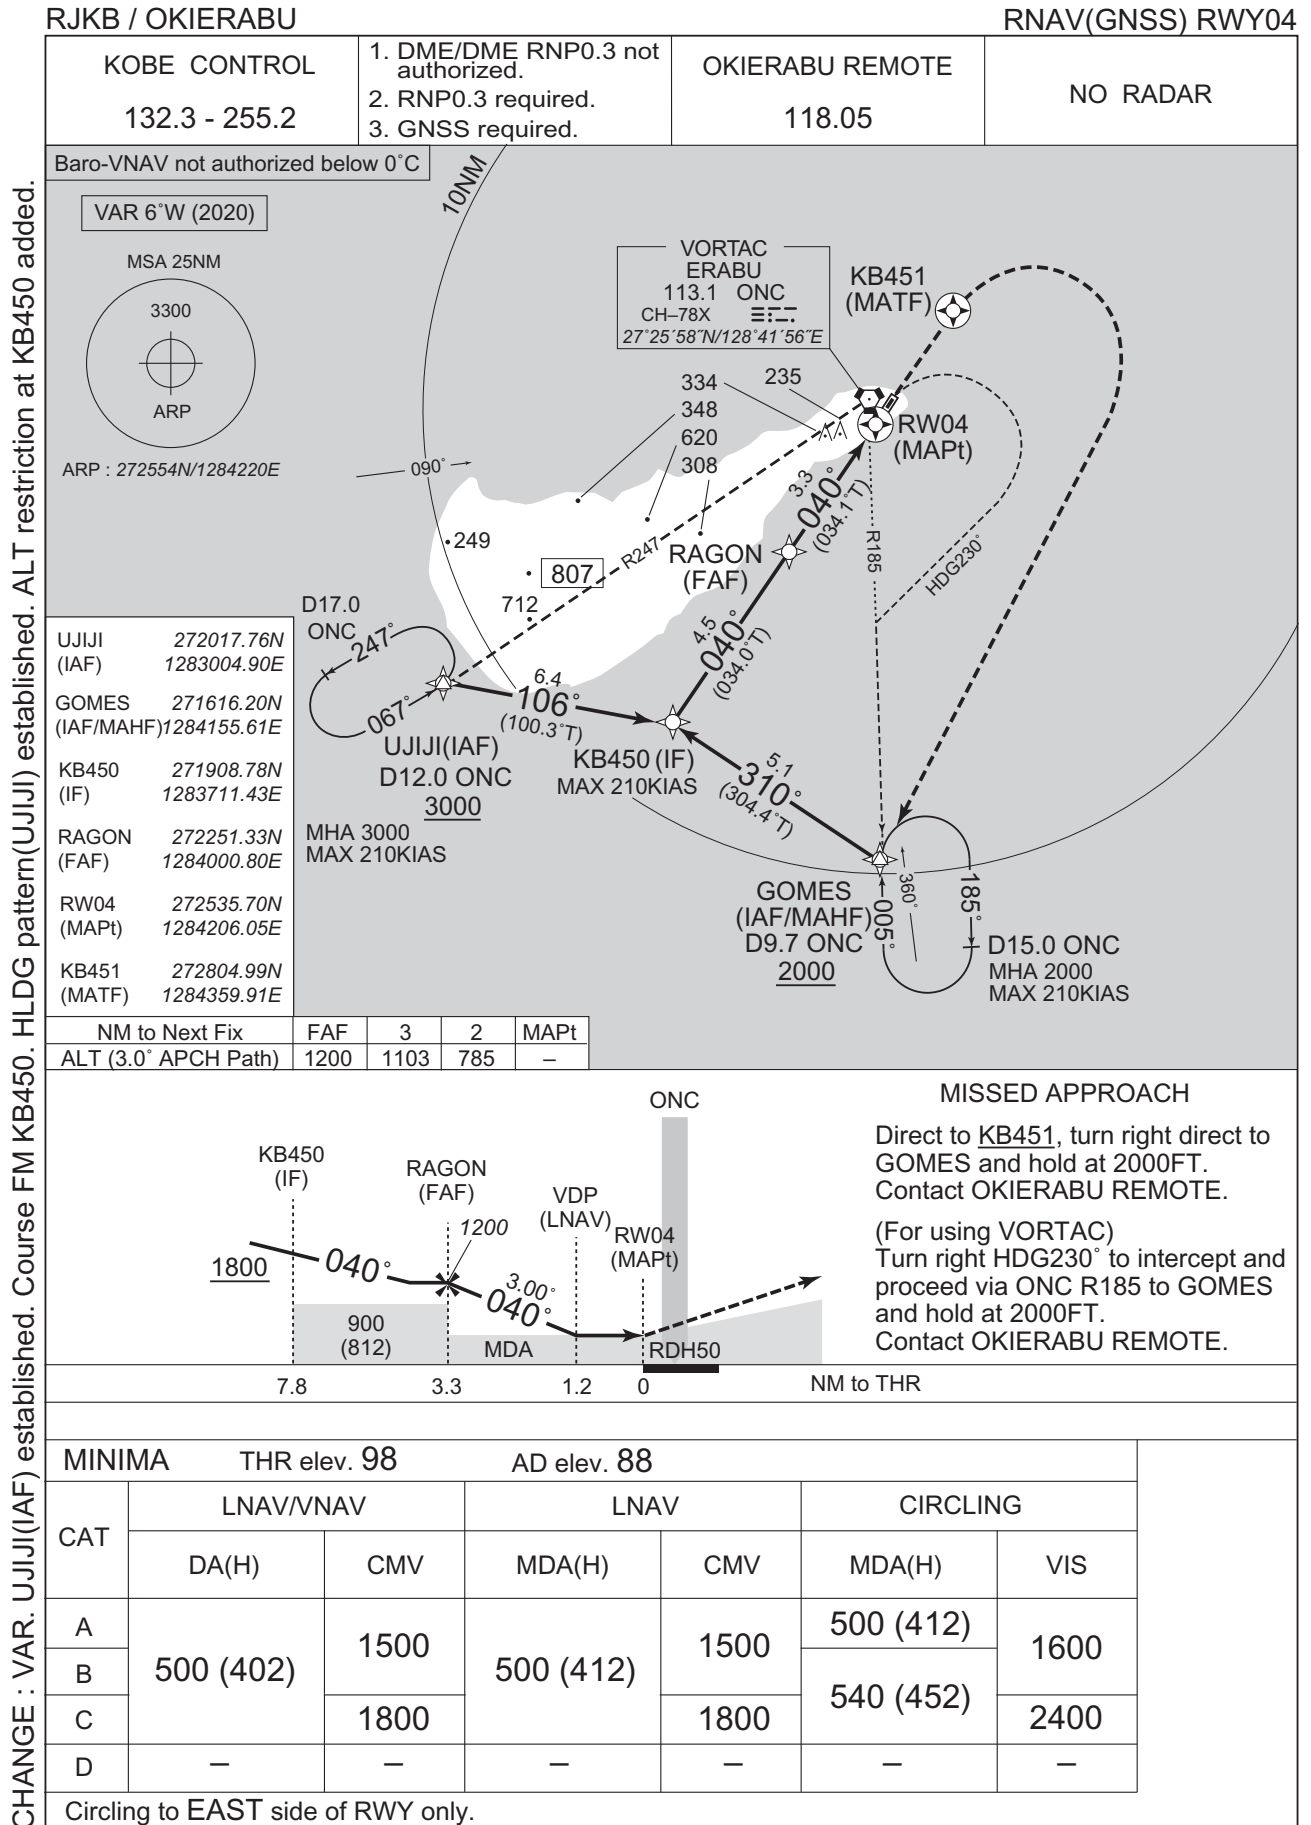 RJKB / OKIERABU
RNAV(GNSS) RWY04
KOBE CONTROL
132.3 - 255.2
1. DME/DME RNP0.3 not
authorized.
2. RNP0.3 required.
3. GNSS required.
OKIERABU REMOTE
118.05
NO RADAR
Baro-VNAV not authorized below 0˚C
VAR 6˚W (2020)
MSA 25NM
3300
ARP
ARP : 272554N/1284220E
10NM
VORTAC
ERABU
113.1 ONC
CH–78X
27˚25´58˝N/128˚41´56˝E
KB451
(MATF)
334
235
348
620
308
RW04
(MAPt)
090˚
249
807
712
R247
RAGON
(FAF)
3.3
040˚
(034.1˚T)
R185
HDG230˚
D17.0
ONC
247˚
067˚
4.5
040˚
(034.0˚T)
6.4
106˚
(100.3˚T)
UJIJI(IAF)
D12.0 ONC
3000
MHA 3000
MAX 210KIAS
KB450 (IF)
MAX 210KIAS
5.1
310˚
(304.4˚T)
GOMES
(IAF/MAHF)
D9.7 ONC
2000
005˚
360˚
185˚
D15.0 ONC
MHA 2000
MAX 210KIAS
UJIJI 272017.76N
(IAF) 1283004.90E
GOMES 271616.20N
(IAF/MAHF)1284155.61E
KB450 271908.78N
(IF) 1283711.43E
RAGON 272251.33N
(FAF) 1284000.80E
RW04 272535.70N
(MAPt) 1284206.05E
KB451 272804.99N
(MATF) 1284359.91E
NM to Next Fix FAF 3 2 MAPt
ALT (3.0˚ APCH Path) 1200 1103 785 –
ONC
KB450
(IF)
RAGON
(FAF)
VDP
(LNAV)
RW04
(MAPt)
1200
1800
040˚
3.00˚
040˚
900
(812)
MDA
RDH50
7.8 3.3 1.2 0 NM to THR
MISSED APPROACH
Direct to KB451, turn right direct to
GOMES and hold at 2000FT.
Contact OKIERABU REMOTE.
(For using VORTAC)
Turn right HDG230˚ to intercept and
proceed via ONC R185 to GOMES
and hold at 2000FT.
Contact OKIERABU REMOTE.
MINIMA THR elev. 98 AD elev. 88
CAT LNAV/VNAV LNAV CIRCLING
DA(H) CMV MDA(H) CMV MDA(H) VIS
A 500 (402) 1500 500 (412) 1500 500 (412) 1600
B 540 (452)
C 1800 1800 2400
D – – – – – –
Circling to EAST side of RWY only.
CHANGE : VAR. UJIJI(IAF) established. Course FM KB450. HLDG pattern(UJIJI) established. ALT restriction at KB450 added.